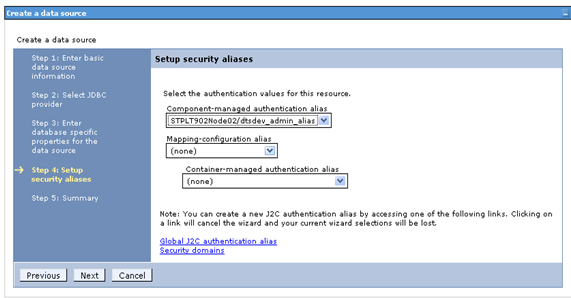 Create a data source
Create a data source
Step 1: Enter basic
data source
information
Step 2: Select JDBC
provider
Step 3: Enter
database specific
properties for the
data source
Step 4: Setup
security aliases
Step 5: Summary
Setup security aliases
Select the authentication values for this resource.
Component-managed authentication alias
STPLT902Node02/dtsdev_admin_alias
Mapping-configuration alias
(none)
Container-managed authentication alias
(none)
Note: You can create a new J2C authentication alias by accessing one of the following links. Clicking on
a link will cancel the wizard and your current wizard selections will be lost.
Global J2C authentication alias
Security domains
Previous Next Cancel